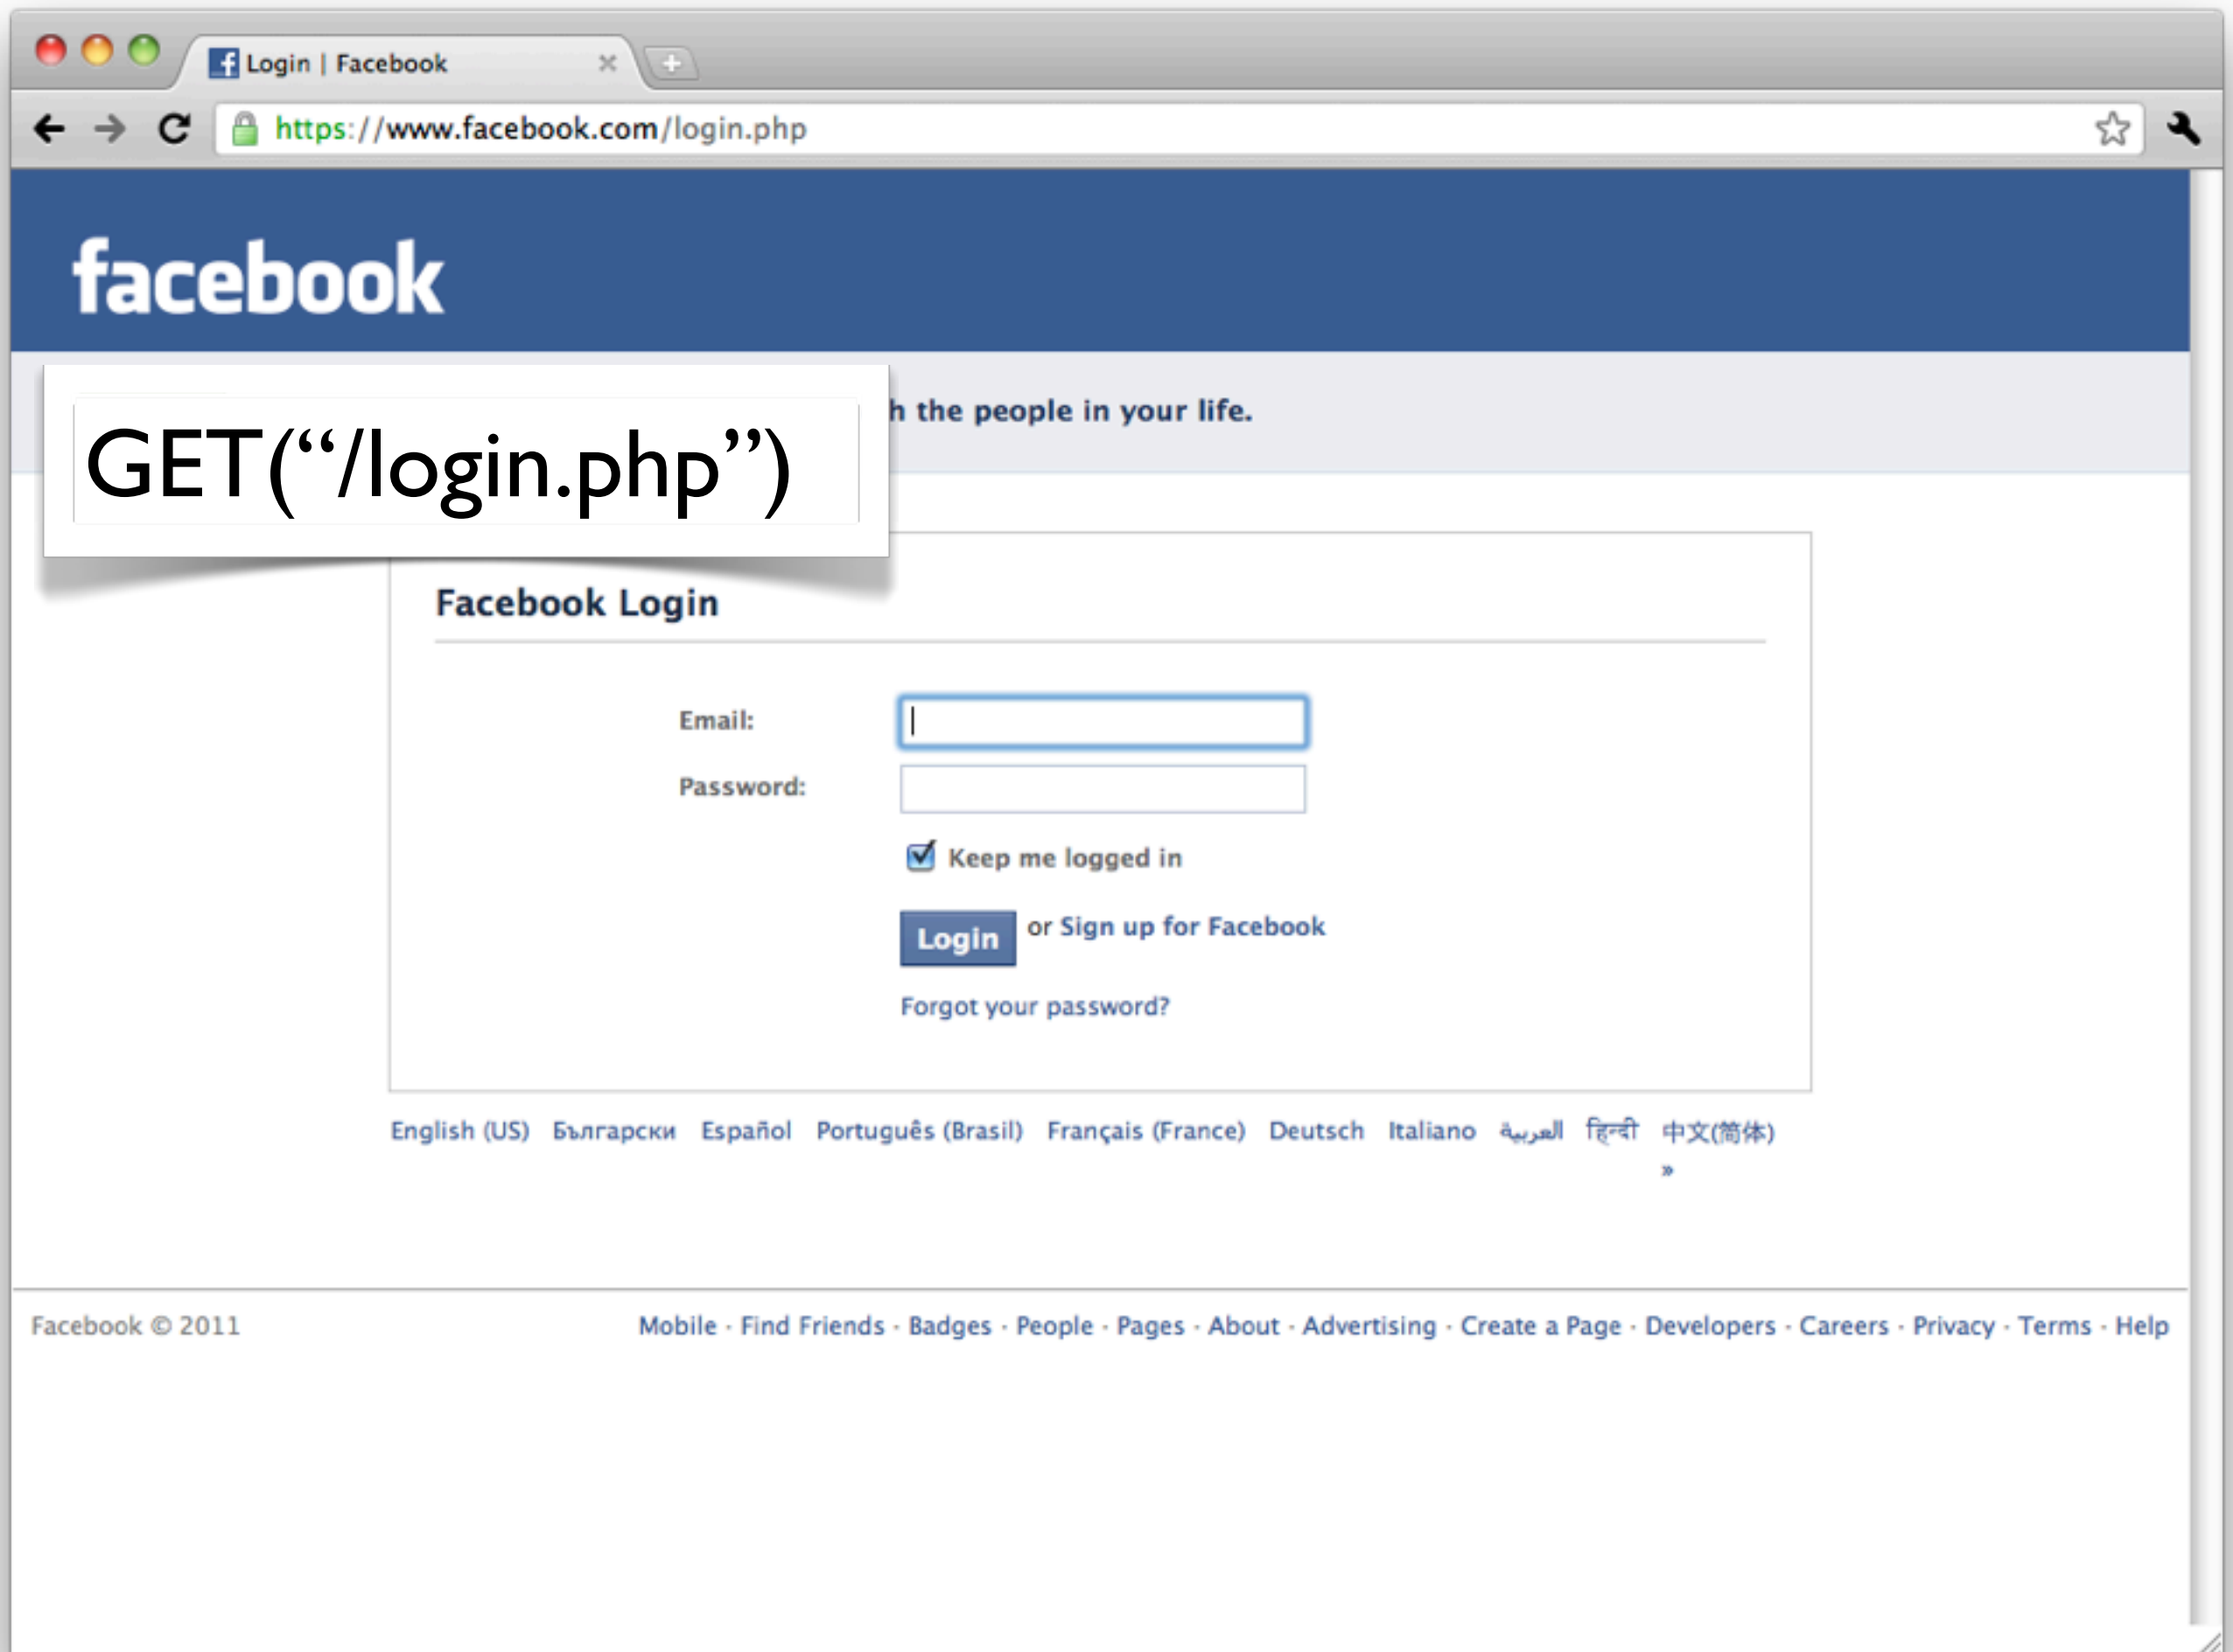 Login | Facebook
https://www.facebook.com/login.php
facebook
the people in your life.
GET(“/login.php”)
Facebook Login
Email:
Password:
Keep me logged in
Login or Sign up for Facebook
Forgot your password?
English (US) Български Español Português (Brasil) Français (France) Deutsch Italiano العربية हिन्दी 中文(简体)
»
Facebook © 2011 Mobile · Find Friends · Badges · People · Pages · About · Advertising · Create a Page · Developers · Careers · Privacy · Terms · Help